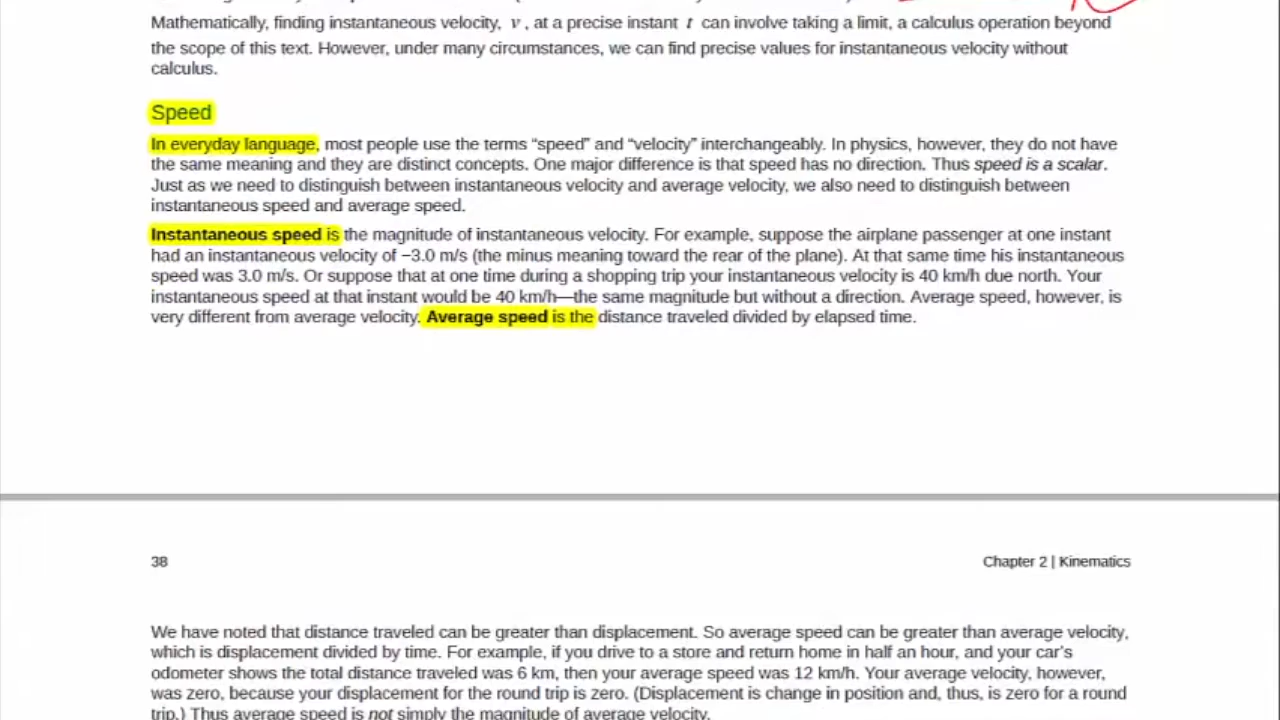 Mathematically, finding instantaneous velocity, v, at a precise instant t can involve taking a limit, a calculus operation beyond
the scope of this text. However, under many circumstances, we can find precise values for instantaneous velocity without
calculus.
Speed
In everyday language, most people use the terms “speed” and “velocity” interchangeably. In physics, however, they do not have
the same meaning and they are distinct concepts. One major difference is that speed has no direction. Thus speed is a scalar.
Just as we need to distinguish between instantaneous velocity and average velocity, we also need to distinguish between
instantaneous speed and average speed.
Instantaneous speed is the magnitude of instantaneous velocity. For example, suppose the airplane passenger at one instant
had an instantaneous velocity of −3.0 m/s (the minus meaning toward the rear of the plane). At that same time his instantaneous
speed was 3.0 m/s. Or suppose that at one time during a shopping trip your instantaneous velocity is 40 km/h due north. Your
instantaneous speed at that instant would be 40 km/h—the same magnitude but without a direction. Average speed, however, is
very different from average velocity. Average speed is the distance traveled divided by elapsed time.
38 Chapter 2 | Kinematics
We have noted that distance traveled can be greater than displacement. So average speed can be greater than average velocity,
which is displacement divided by time. For example, if you drive to a store and return home in half an hour, and your car’s
odometer shows the total distance traveled was 6 km, then your average speed was 12 km/h. Your average velocity, however,
was zero, because your displacement for the round trip is zero. (Displacement is change in position and, thus, is zero for a round
trip.) Thus average speed is not simply the magnitude of average velocity.